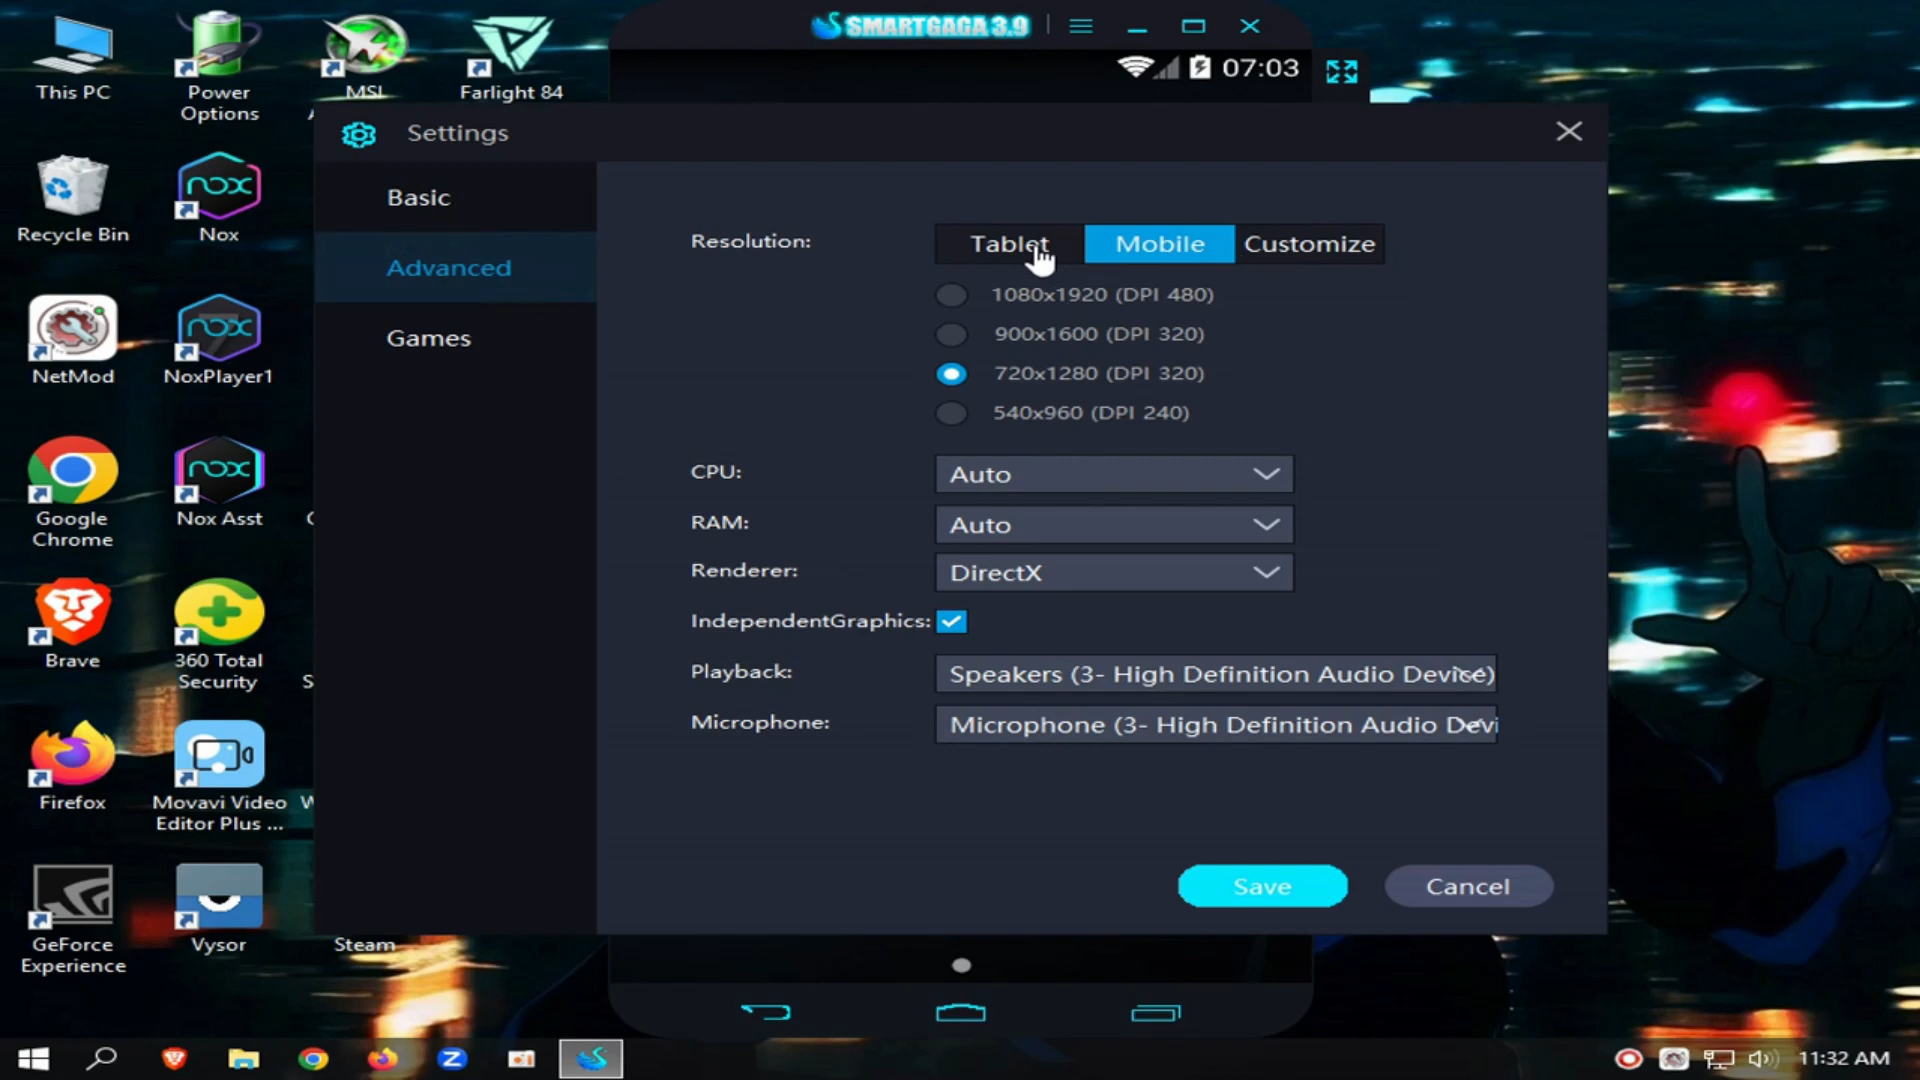 This PC
Power
Options
MSI
Farlight 84
Recycle Bin
nox
Nox
NetMod
nox
NoxPlayer1
Google
Chrome
nox
Nox Asst
Brave
360 Total
Security
Firefox
Movavi Video
Editor Plus ...
GeForce
Experience
Vysor
Steam
SMARTGAGA 3.9
07:03
Settings
Basic
Advanced
Games
Resolution:
Tablet
Mobile
Customize
1080x1920 (DPI 480)
900x1600 (DPI 320)
720x1280 (DPI 320)
540x960 (DPI 240)
CPU:
Auto
RAM:
Auto
Renderer:
DirectX
IndependentGraphics:
Playback:
Speakers (3- High Definition Audio Device)
Microphone:
Microphone (3- High Definition Audio Devi
Save
Cancel
11:32 AM